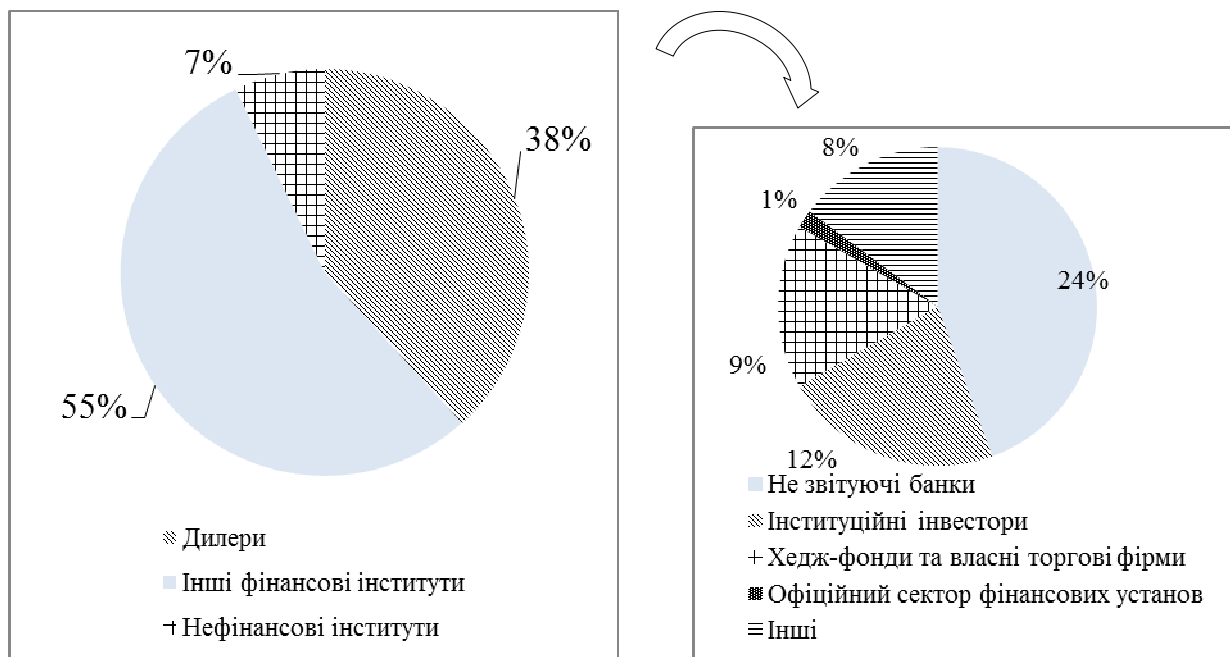 7%
38%
55%
Дилери
Інші фінансові інститути
Нефінансові інститути
8%
1%
24%
9%
12%
Не звітуючі банки
Інституційні інвестори
Хедж-фонди та власні торгові фірми
Офіційний сектор фінансових установ
Інші